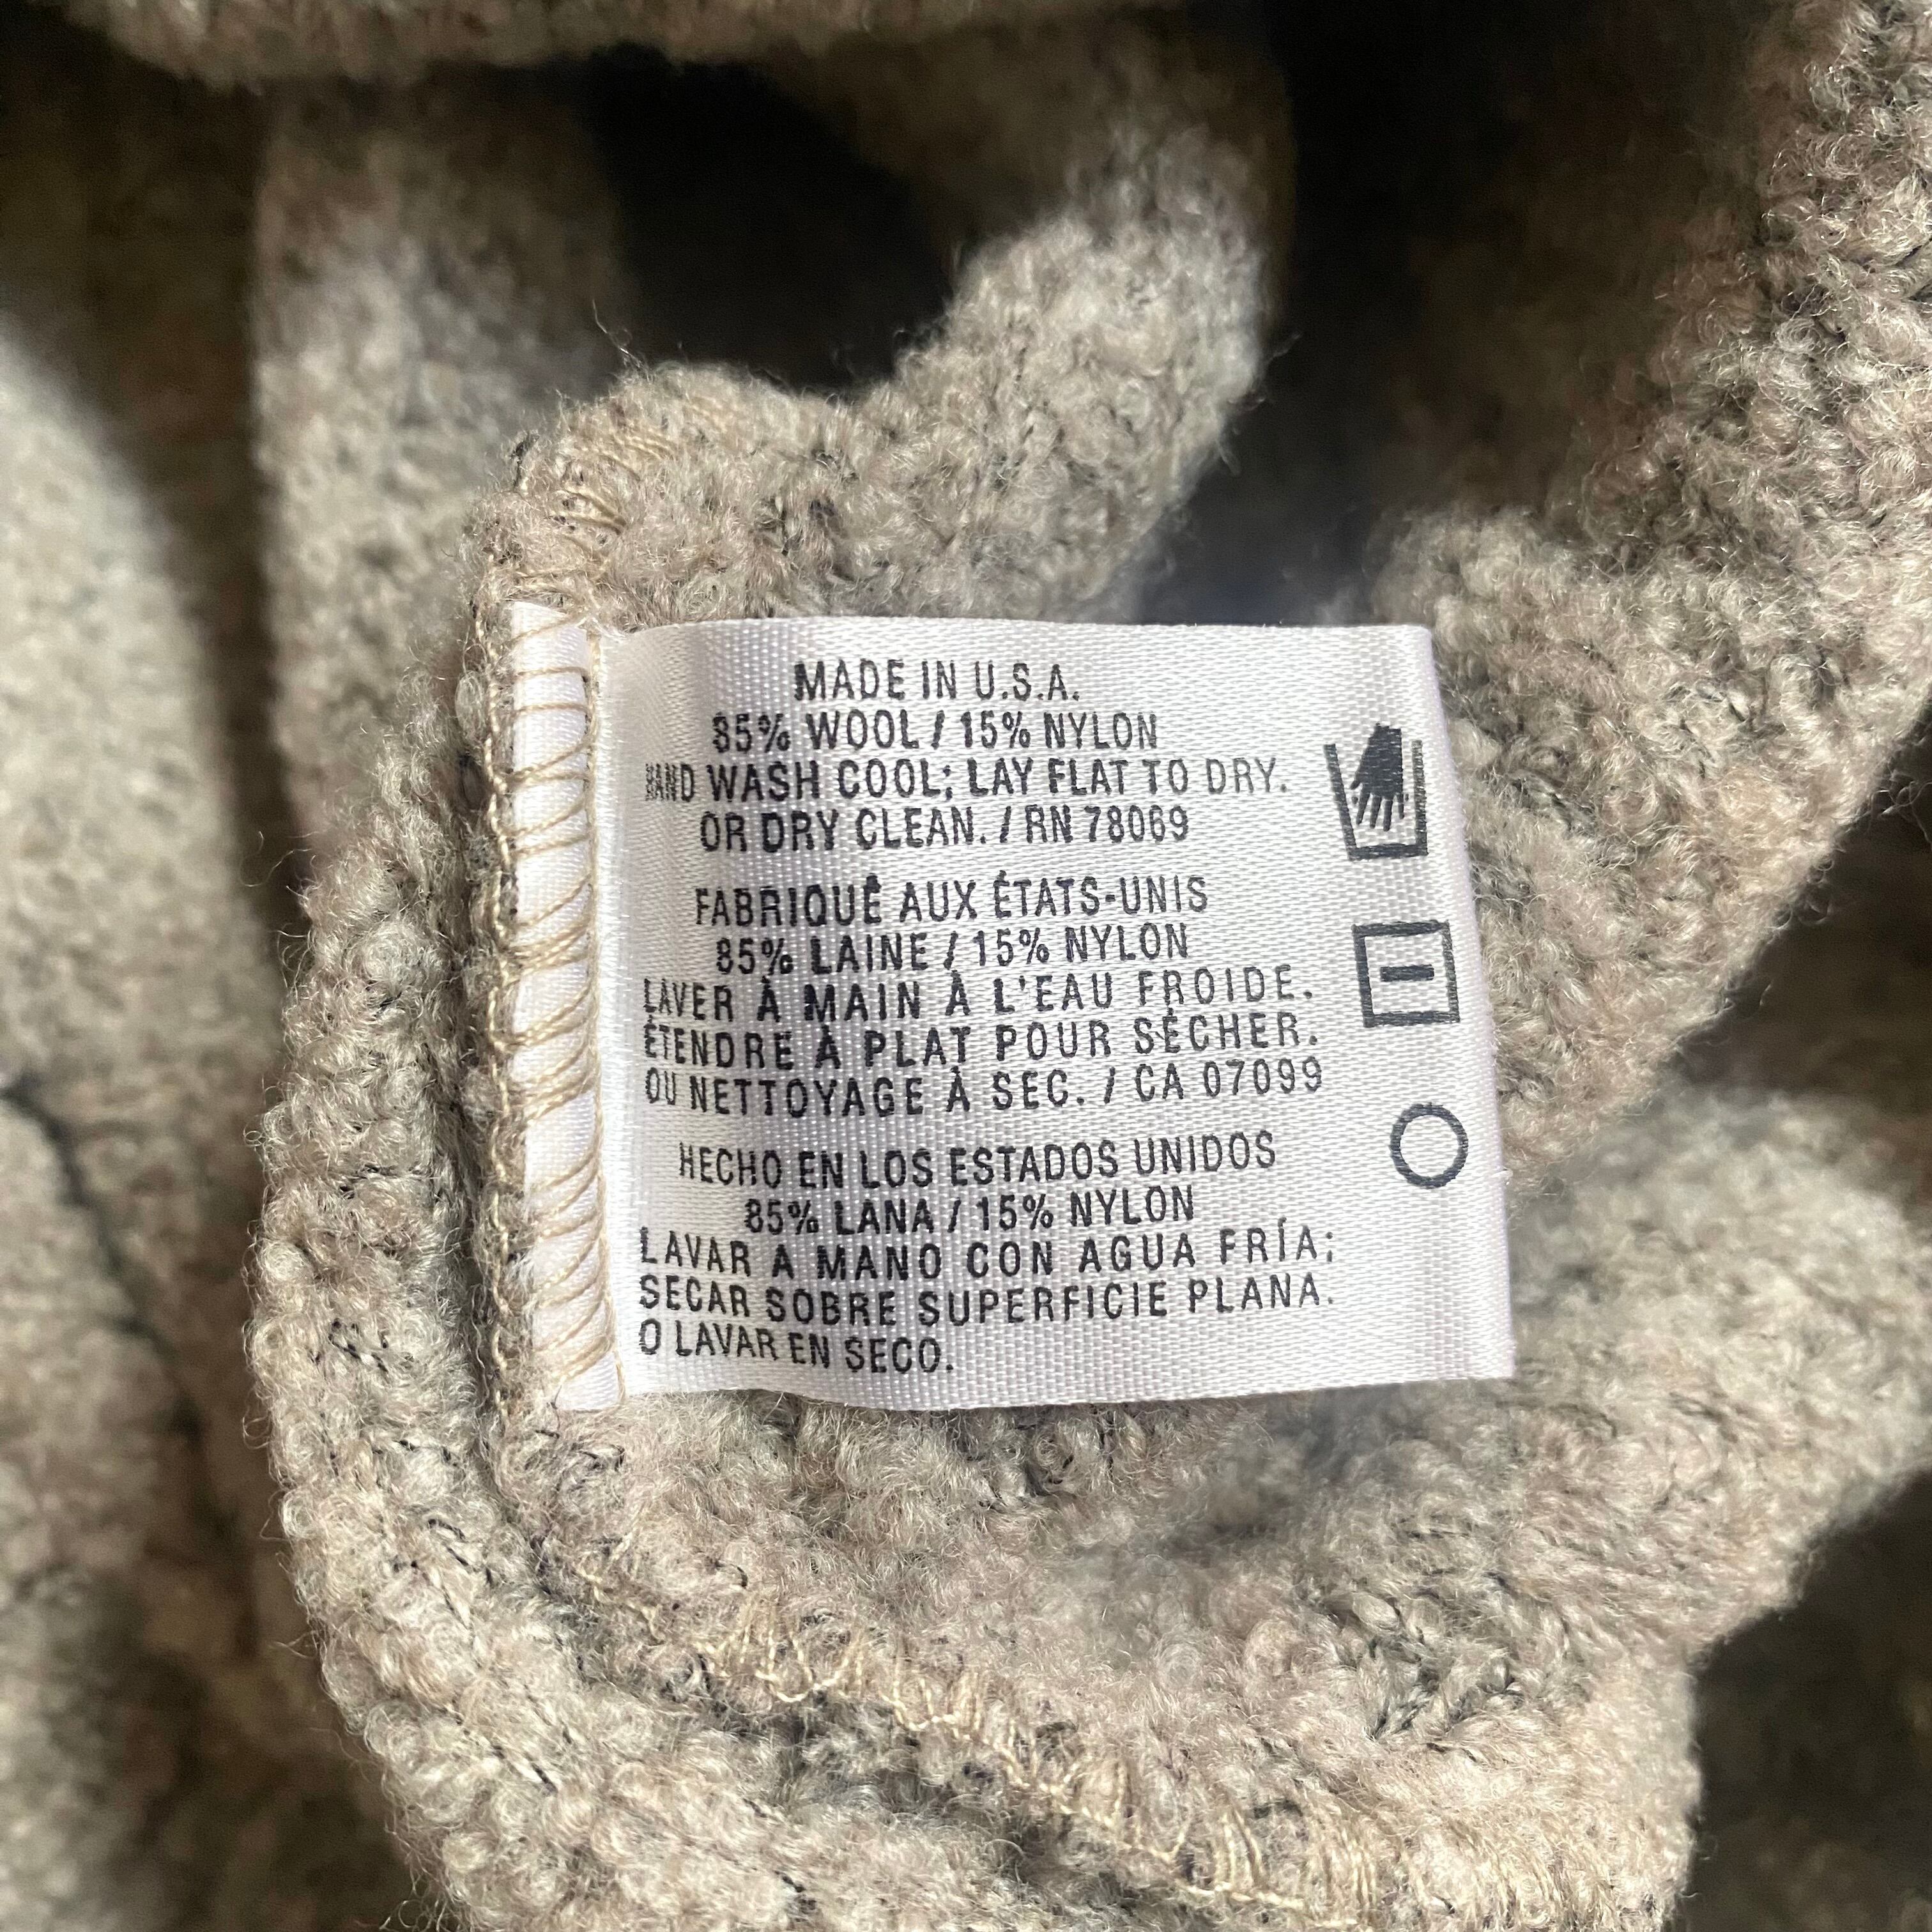 MADE IN U.S.A.
85% WOOL / 15% NYLON
HAND WASH COOL; LAY FLAT TO DRY.
OR DRY CLEAN. / RN 78069
FABRIQUÉ AUX ÉTATS-UNIS
85% LAINE / 15% NYLON
LAVER À MAIN À L'EAU FROIDE.
ÉTENDRE À PLAT POUR SÉCHER.
OU NETTOYAGE À SEC. / CA 07099
HECHO EN LOS ESTADOS UNIDOS
85% LANA / 15% NYLON
LAVAR A MANO CON AGUA FRÍA;
SECAR SOBRE SUPERFICIE PLANA.
O LAVAR EN SECO.